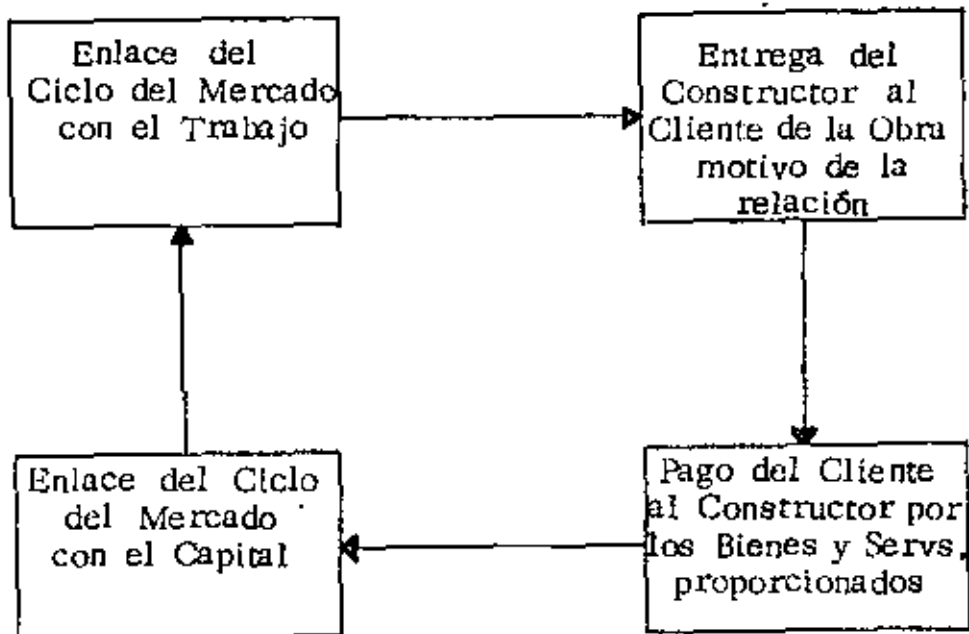 Enlace del
Ciclo del Mercado
con el Trabajo
Entrega del
Constructor al
Cliente de la Obra
motivo de la
relación
Pago del Cliente
al Constructor por
los Bienes y Servs.
proporcionados
Enlace del Ciclo
del Mercado
con el Capital